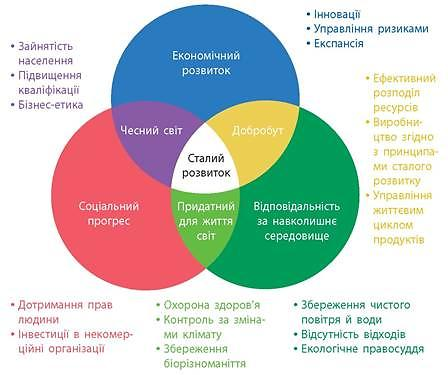 • Інновації
• Управління ризиками
• Експансія
• Зайнятість
населення
• Підвищення
кваліфікації
• Бізнес-етика
Економічний
розвиток
• Ефективний
розподіл
ресурсів
• Виробни-
цтво згідно
з принципа-
ми сталого
розвитку
• Управління
життєвим
циклом
продуктів
Чесний світ
Добробут
Сталий
розвиток
Соціальний
прогрес
Придатний
для життя
світ
Відповідальність
за навколишнє
середовище
• Дотримання прав
людини
• Інвестиції в некомер-
ційні організації
• Охорона здоров'я
• Контроль за зміна-
ми клімату
• Збереження
біорізноманіття
• Збереження чистого
повітря й води
• Відсутність відходів
• Екологічне правосуддя